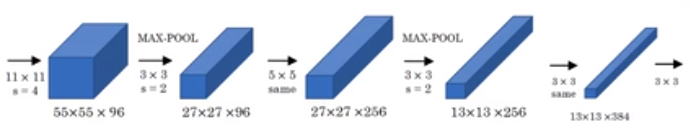 11 × 11
s = 4
55×55 × 96
MAX-POOL
3 × 3
s = 2
27×27 ×96
5 × 5
same
27×27 ×256
MAX-POOL
3 × 3
s = 2
13×13 ×256
3 × 3
same
13×13 ×384
3 × 3